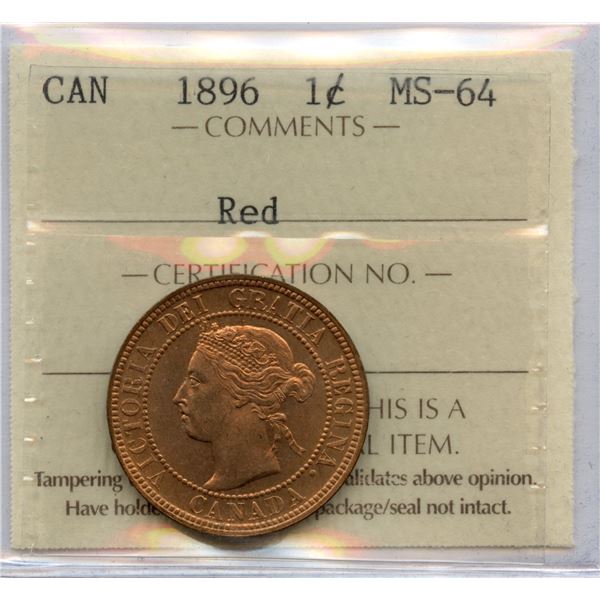 CAN 1896 1¢ MS-64
— COMMENTS —
Red
— CERTIFICATION NO. —
VICTORIA DEI GRATIA REGINA.
CANADA
HIS IS A
L ITEM.
Tampering alidates above opinion.
Have holde package/seal not intact.